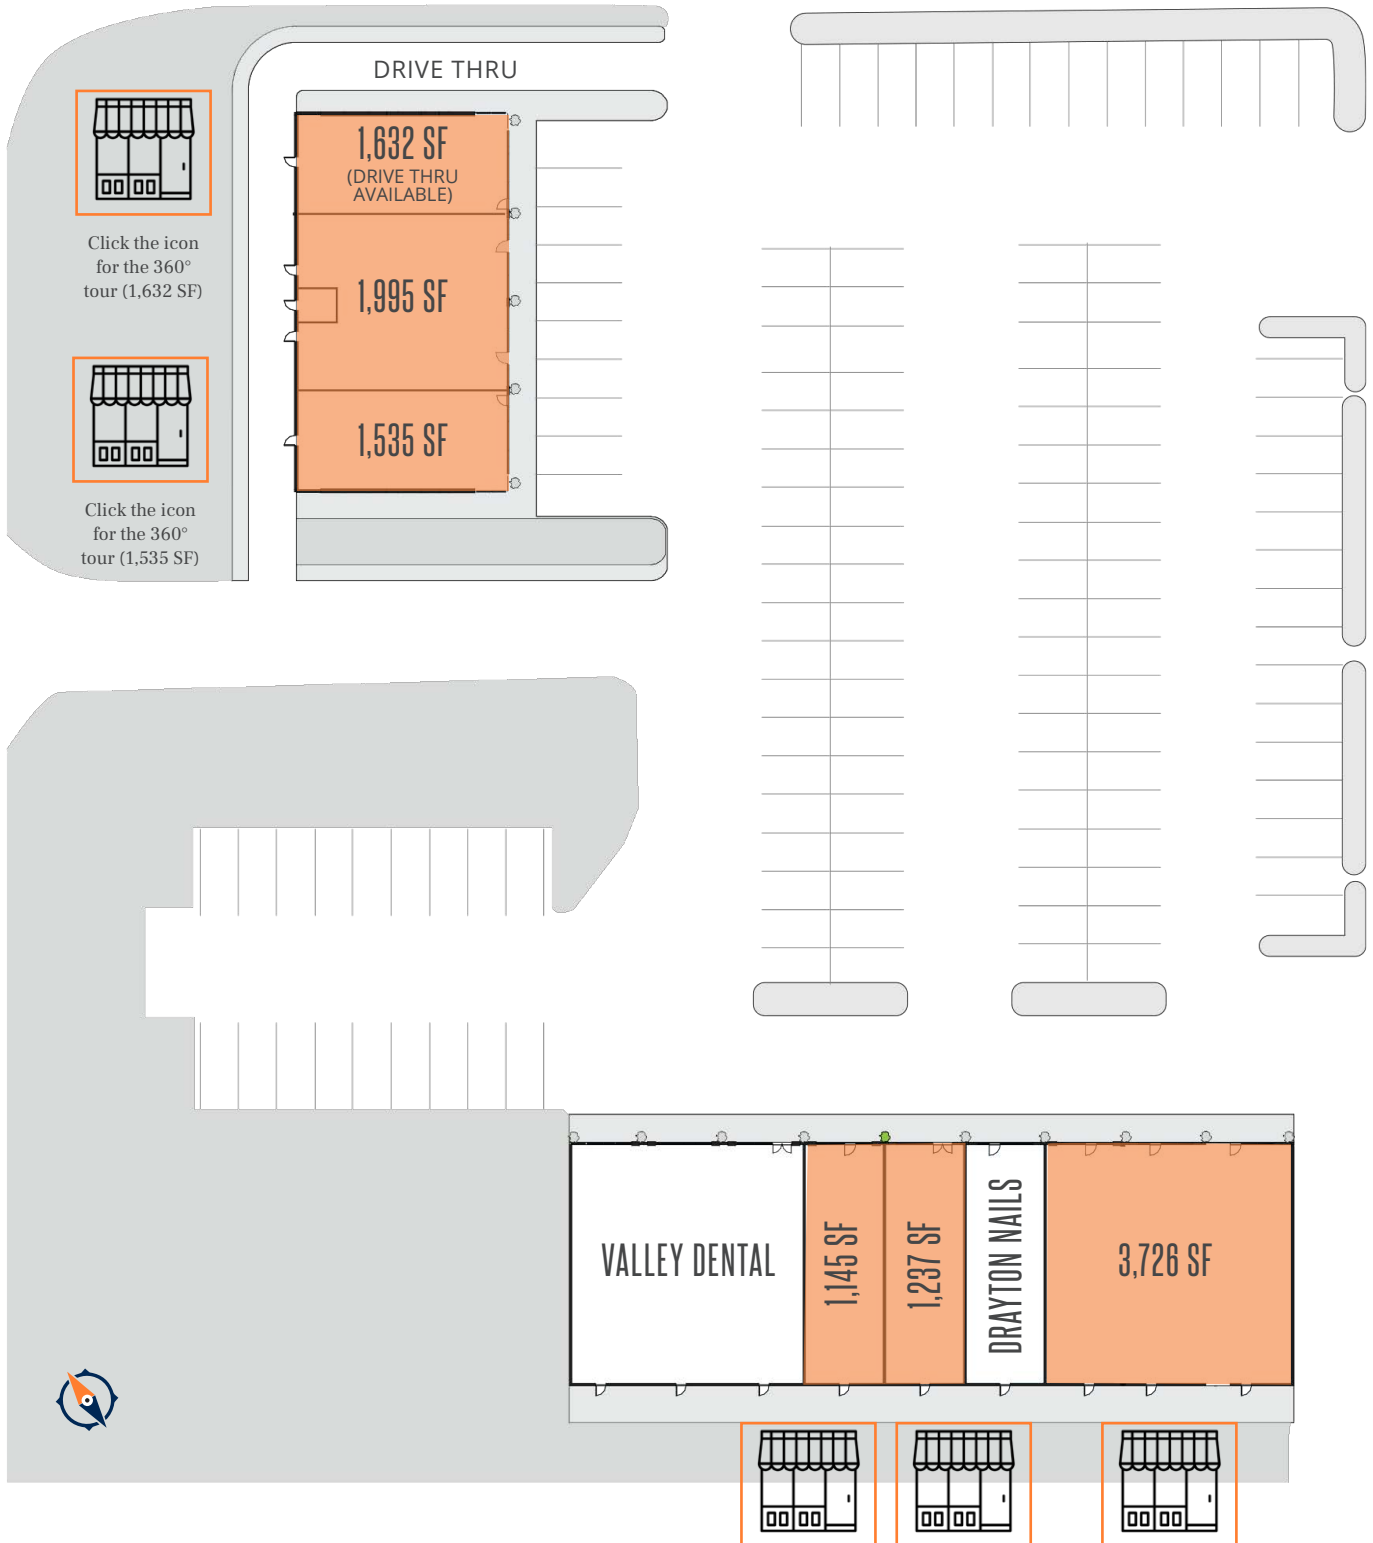 DRIVE THRU
1,632 SF
(DRIVE THRU
AVAILABLE)
Click the icon
for the 360°
tour (1,632 SF)
1,995 SF
1,535 SF
Click the icon
for the 360°
tour (1,535 SF)
VALLEY DENTAL
1,145 SF
1,237 SF
DRAYTON NAILS
3,726 SF